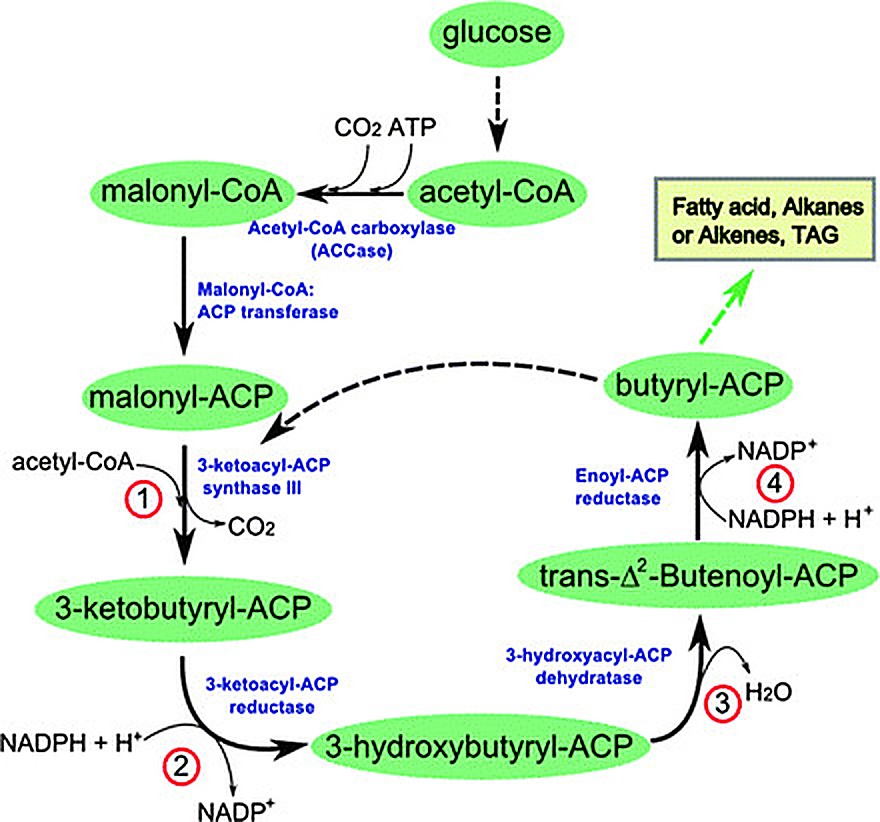 glucose
CO2 ATP
malonyl-CoA
acetyl-CoA
Acetyl-CoA carboxylase
(ACCase)
Fatty acid, Alkanes
or Alkenes, TAG
Malonyl-CoA:
ACP transferase
malonyl-ACP
butyryl-ACP
acetyl-CoA
1
3-ketoacyl-ACP
synthase III
CO2
Enoyl-ACP
reductase
NADP+
4
NADPH + H+
3-ketobutyryl-ACP
trans-Δ²-Butenoyl-ACP
3-ketoacyl-ACP
reductase
3-hydroxyacyl-ACP
dehydratase
3
H2O
NADPH + H+
2
NADP+
3-hydroxybutyryl-ACP